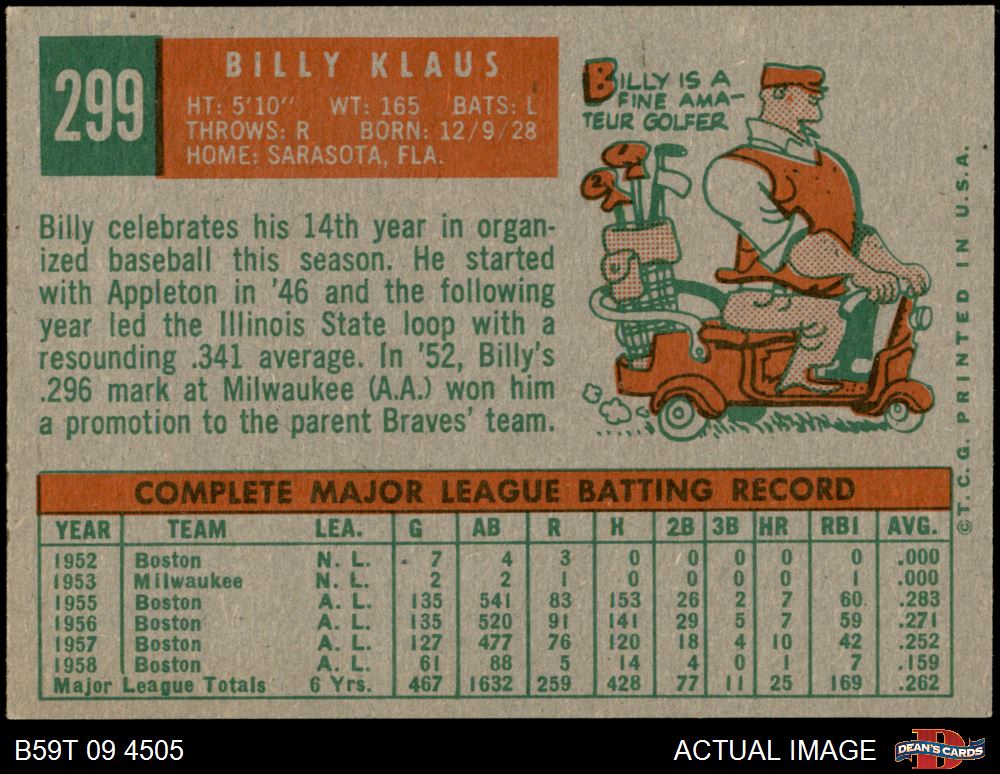 299
BILLY KLAUS
HT: 5'10" WT: 165 BATS: L
THROWS: R BORN: 12/9/28
HOME: SARASOTA, FLA.
BILLY IS A
FINE AMA-
TEUR GOLFER
1
2
Billy celebrates his 14th year in organ-
ized baseball this season. He started
with Appleton in '46 and the following
year led the Illinois State loop with a
resounding .341 average. In '52, Billy's
.296 mark at Milwaukee (A.A.) won him
a promotion to the parent Braves' team.
©T.C.G. PRINTED IN U.S.A.
COMPLETE MAJOR LEAGUE BATTING RECORD
YEAR TEAM LEA. G AB R H 2B 3B HR RBI AVG.
1952 Boston N. L. 7 4 3 0 0 0 0 0 .000
1953 Milwaukee N. L. 2 2 1 0 0 0 0 1 .000
1955 Boston A. L. 135 541 83 153 26 2 7 60 .283
1956 Boston A. L. 135 520 91 141 29 5 7 59 .271
1957 Boston A. L. 127 477 76 120 18 4 10 42 .252
1958 Boston A. L. 61 88 5 14 4 0 1 7 .159
Major League Totals 6 Yrs. 467 1632 259 428 77 11 25 169 .262
B59T 09 4505
ACTUAL IMAGE
D
DEAN'S CARDS